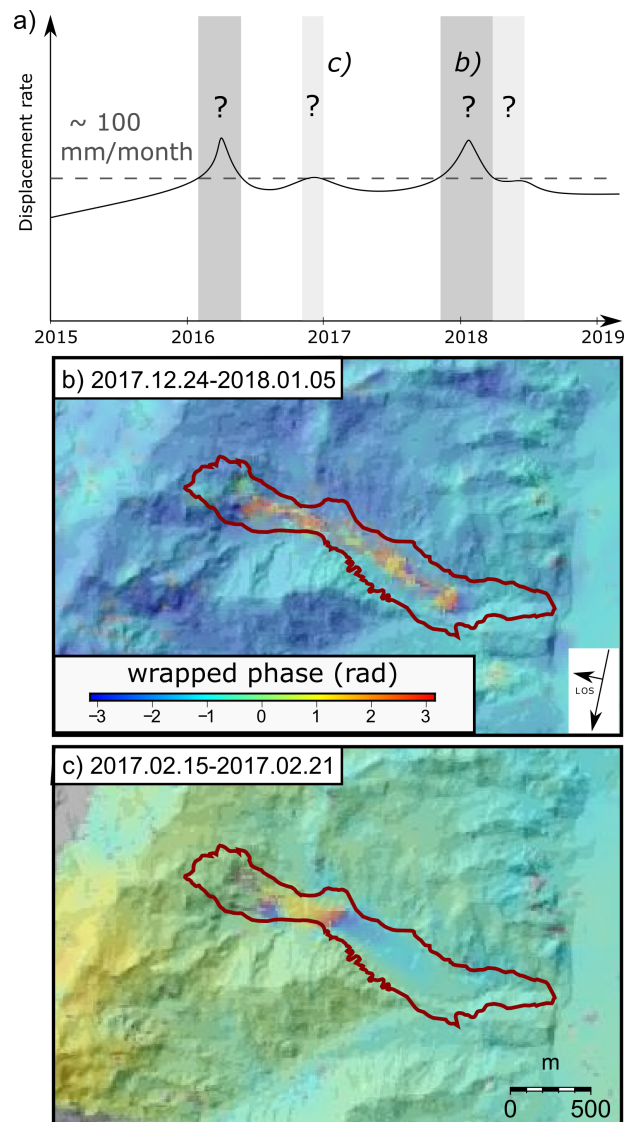 a)
Displacement rate
c)
b)
? ? ? ?
~ 100
mm/month
2015 2016 2017 2018 2019
b) 2017.12.24-2018.01.05
wrapped phase (rad)
−3 −2 −1 0 1 2 3
LOS
c) 2017.02.15-2017.02.21
m
0 500